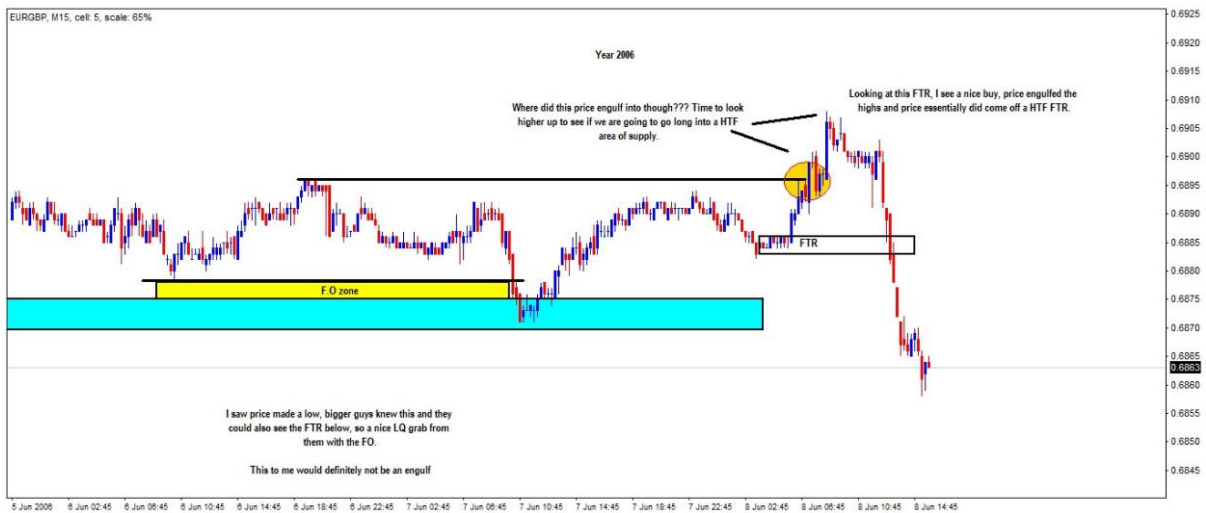 EURGBP, M15, cell: 5, scale: 65%
Year 2006
Where did this price engulf into though??? Time to look
higher up to see if we are going to go long into a HTF
area of supply.
Looking at this FTR, I see a nice buy, price engulfed the
highs and price essentially did come off a HTF FTR.
FTR
F.O zone
I saw price made a low, bigger guys knew this and they
could also see the FTR below, so a nice LQ grab from
them with the FO.
This to me would definitely not be an engulf
0.6925
0.6920
0.6915
0.6910
0.6905
0.6900
0.6895
0.6890
0.6885
0.6880
0.6875
0.6870
0.6865
0.6863
0.6860
0.6855
0.6850
0.6845
5 Jun 2006
6 Jun 02:45
6 Jun 06:45
6 Jun 10:45
6 Jun 14:45
6 Jun 18:45
6 Jun 22:45
7 Jun 02:45
7 Jun 06:45
7 Jun 10:45
7 Jun 14:45
7 Jun 18:45
7 Jun 22:45
8 Jun 02:45
8 Jun 06:45
8 Jun 10:45
8 Jun 14:45